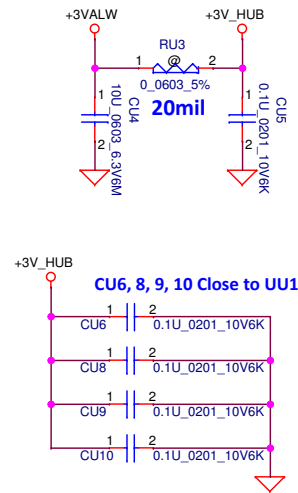 +3VALW +3V_HUB
RU3
1 @ 2
0_0603_5%
20mil
1
2
CU4
10U_0603_6.3V6M
1
2
CU5
0.1U_0201_10V6K
+3V_HUB
CU6, 8, 9, 10 Close to UU1
1 2
CU6 0.1U_0201_10V6K
1 2
CU8 0.1U_0201_10V6K
1 2
CU9 0.1U_0201_10V6K
1 2
CU10 0.1U_0201_10V6K